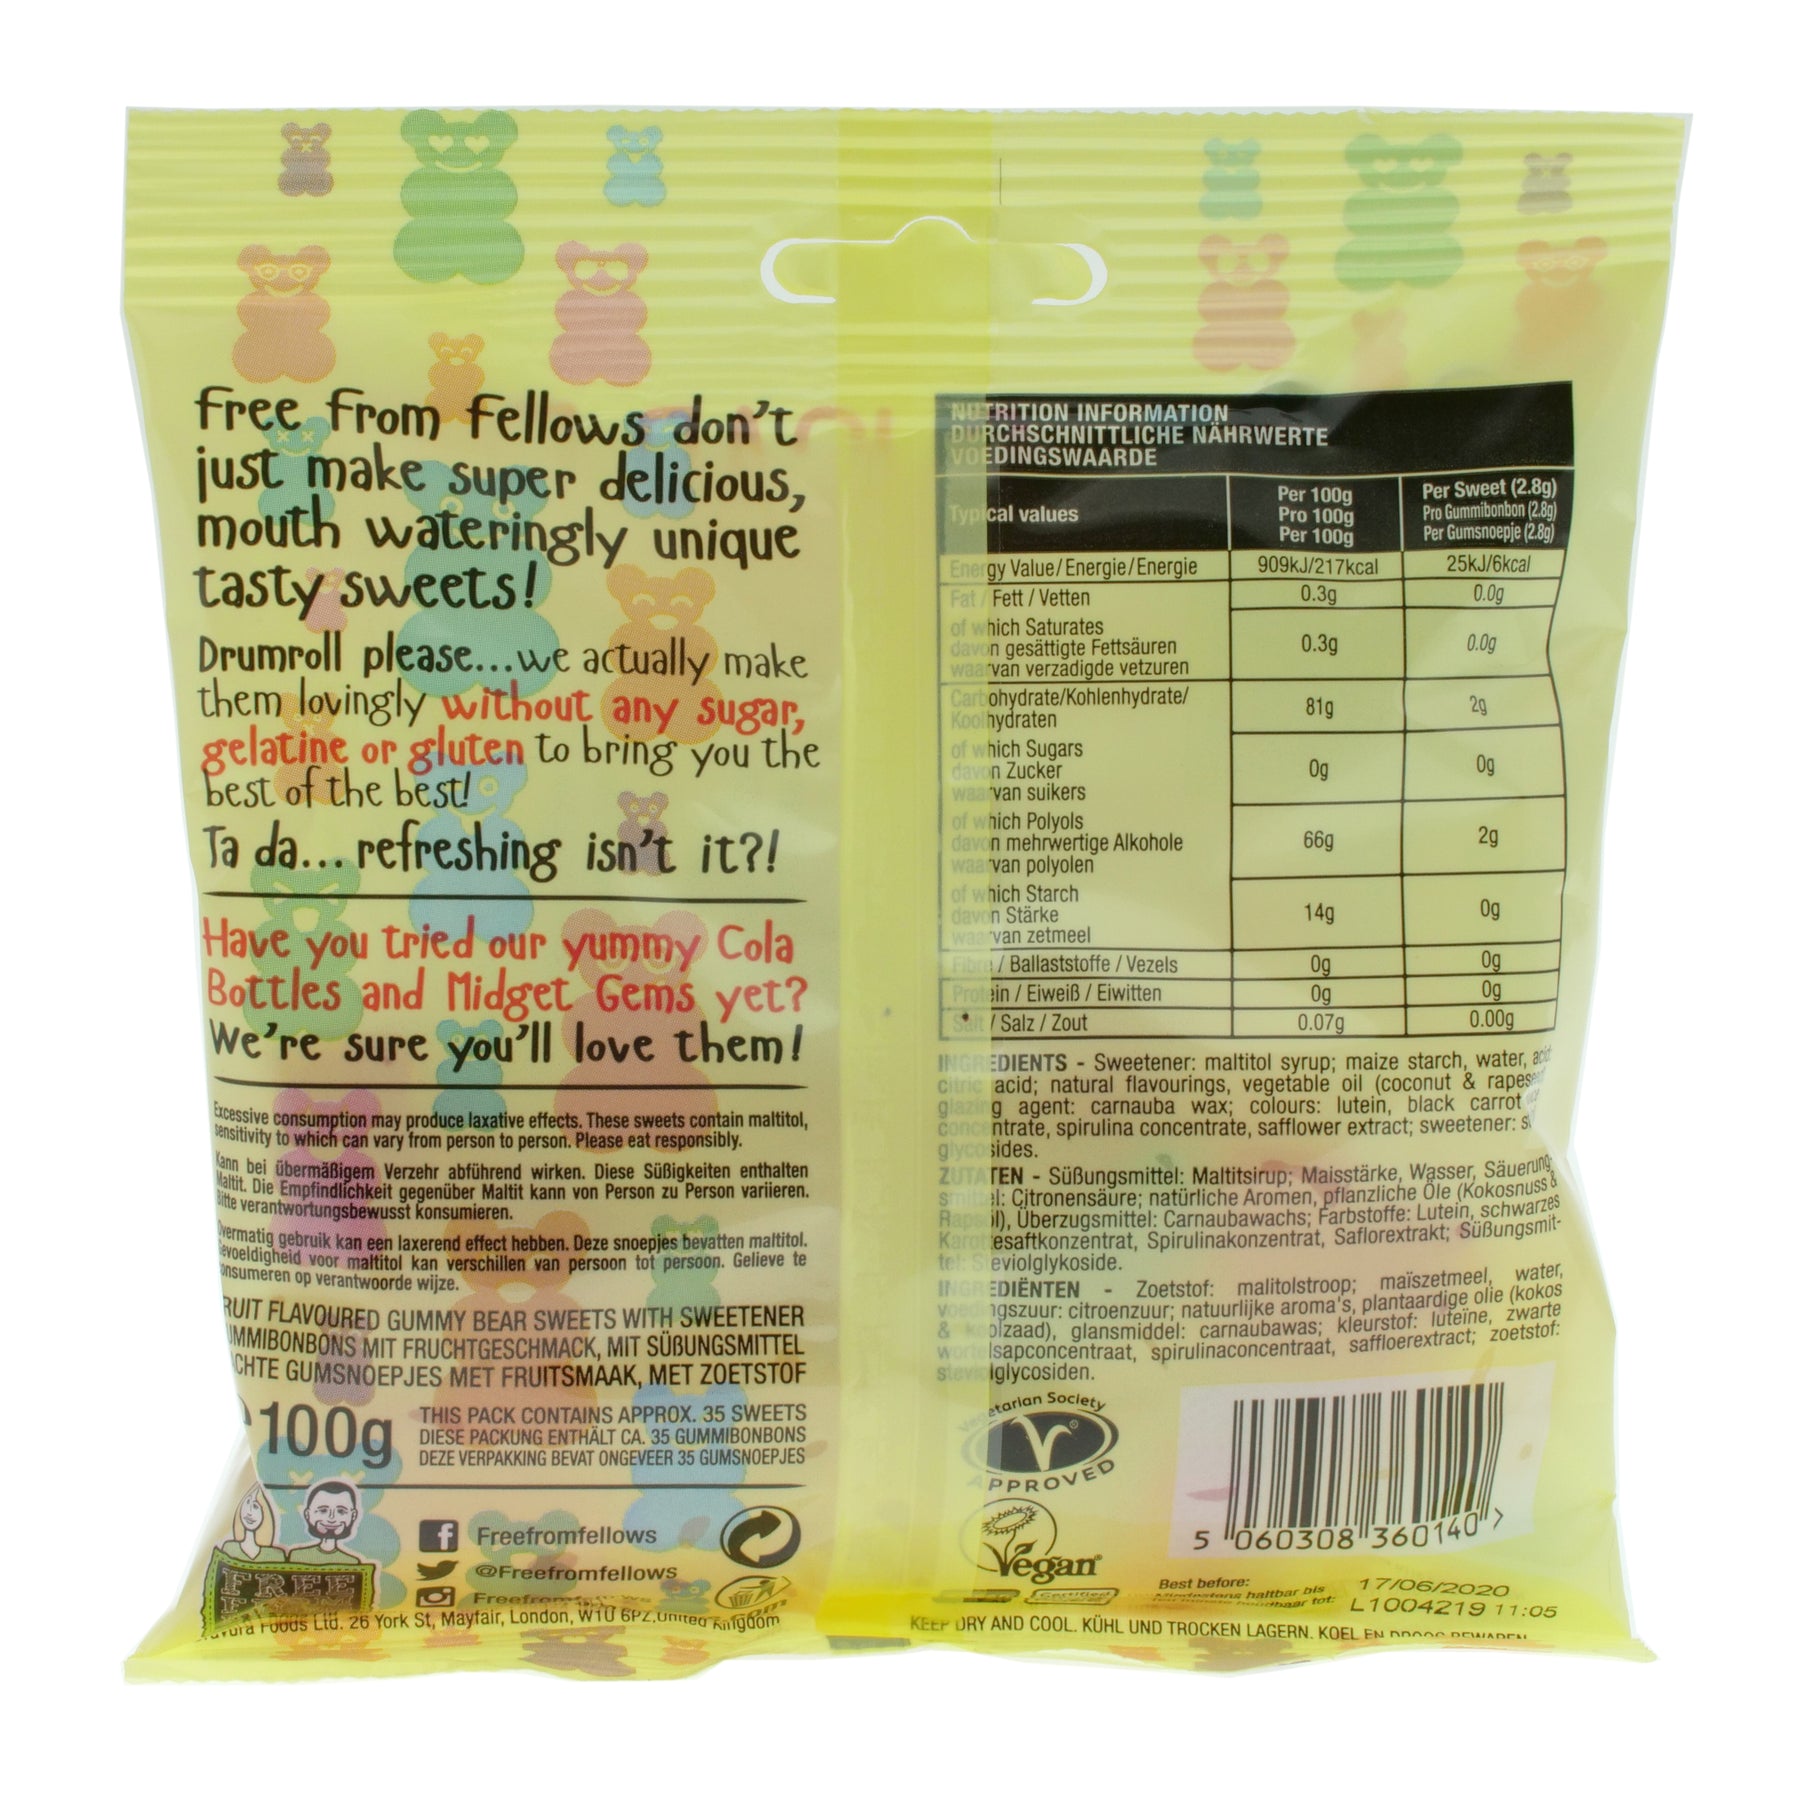 Free From Fellows don't
just make super delicious,
mouth wateringly unique
tasty sweets!
Drumroll please...we actually make
them lovingly without any sugar,
gelatine or gluten to bring you the
best of the best!
Ta da... refreshing isn't it?!
Have you tried our yummy Cola
Bottles and Midget Gems yet?
We're sure you'll love them!
Excessive consumption may produce laxative effects. These sweets contain maltitol,
sensitivity to which can vary from person to person. Please eat responsibly.
Kann bei übermäßigem Verzehr abführend wirken. Diese Süßigkeiten enthalten
Maltit. Die Empfindlichkeit gegenüber Maltit kann von Person zu Person variieren.
Bitte verantwortungsbewusst konsumieren.
Overmatig gebruik kan een laxerend effect hebben. Deze snoepjes bevatten maltitol.
Gevoeldigheid voor maltitol kan verschillen van persoon tot persoon. Gelieve te
consumeren op verantwoorde wijze.
FLAVOURED GUMMY BEAR SWEETS WITH SWEETENER
MIT FRUCHTGESCHMACK, MIT SÜßUNGSMITTEL
GUMSNOEPJES MET FRUITSMAAK, MET ZOETSTOF
100g
THIS PACK CONTAINS APPROX. 35 SWEETS
DIESE PACKUNG ENTHÄLT CA. 35 GUMMIBONBONS
DEZE VERPAKKING BEVAT ONGEVEER 35 GUMSNOEPJES
Freefromfellows
@Freefromfellows
FREE
Foods Ltd. 26 York St, Mayfair, London, W1U 6PZ.United Kingdom
NUTRITION INFORMATION
DURCHSCHNITTLICHE NÄHRWERTE
VOEDINGSWAARDE
Typical values
Per 100g
Pro 100g
Per 100g
Per Sweet (2.8g)
Pro Gummibonbon (2.8g)
Per Gumsnoepje (2.8g)
Energy Value/Energie/Energie 909kJ/217kcal 25kJ/6kcal
Fat / Fett / Vetten 0.3g 0.0g
of which Saturates
davon gesättigte Fettsäuren 0.3g 0.0g
waarvan verzadigde vetzuren
Carbohydrate/Kohlenhydrate/ 81g 2g
Koolhydraten
of which Sugars
davon Zucker 0g 0g
waarvan suikers
of which Polyols
davon mehrwertige Alkohole 66g 2g
waarvan polyolen
of which Starch
davon Stärke 14g 0g
waarvan zetmeel
Fibre / Ballaststoffe / Vezels 0g 0g
Protein / Eiweiß / Eiwitten 0g 0g
Salt / Salz / Zout 0.07g 0.00g
INGREDIENTS - Sweetener: maltitol syrup; maize starch, water, acid:
citric acid; natural flavourings, vegetable oil (coconut &
glazing agent: carnauba wax; colours: lutein, black carrot
concentrate, spirulina concentrate, safflower extract; sweetener:
glycosides.
ZUTATEN - Süßungsmittel: Maltitsirup; Maisstärke, Wasser, Säuerung-
smittel: Citronensäure; natürliche Aromen, pflanzliche Öle (Kokosnuss &
Rapsöl), Überzugsmittel: Carnaubawachs; Farbstoffe: Lutein, schwarzes
Karottesaftkonzentrat, Spirulinakonzentrat, Saflorextrakt; Süßungsmit-
tel: Steviolglykoside.
INGREDIËNTEN - Zoetstof: malitolstroop; maïszetmeel, water,
voedingszuur: citroenzuur; natuurlijke aroma's, plantaardige olie (kokos
& koolzaad), glansmiddel: carnaubawas; kleurstof: luteïne, zwarte
wortelsapconcentraat, spirulinaconcentraat, saffloerextract; zoetstof:
steviolglycosiden.
Vegetarian Society
APPROVED
Vegan
5 060308 360140 >
Best before: 17/06/2020
Mindestens haltbar bis L1004219 11:05
KEEP DRY AND COOL. KÜHL UND TROCKEN LAGERN. KOEL EN